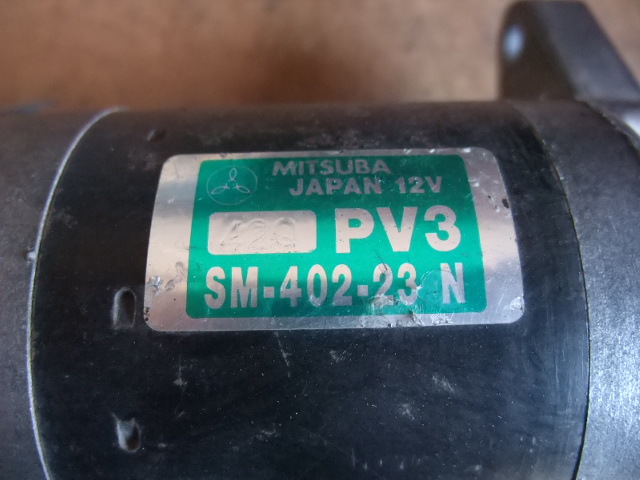 MITSUBA
JAPAN 12V
PV3
SM-402-23 N